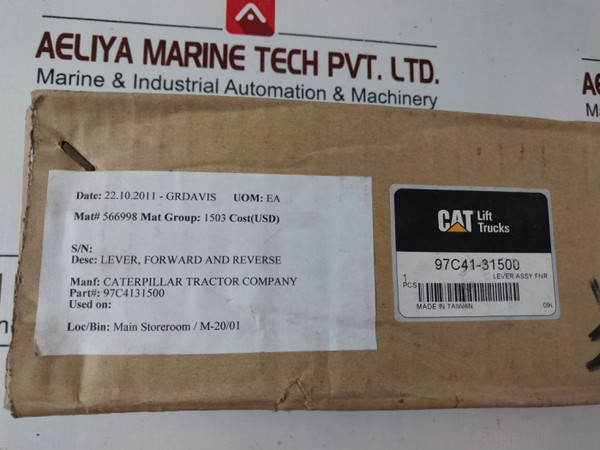 AELIYA MARINE TECH PVT. LTD.
Marine & Industrial Automation & Machinery
Date: 22.10.2011 - GRDAVIS UOM: EA
Mat# 566998 Mat Group: 1503 Cost(USD)
S/N:
Desc: LEVER, FORWARD AND REVERSE
Manf: CATERPILLAR TRACTOR COMPANY
Part#: 97C4131500
Used on:
Loc/Bin: Main Storeroom / M-20/01
CAT Lift Trucks
97C41-31500
1 LEVER ASSY FNR
PCS
MADE IN TAIWAN